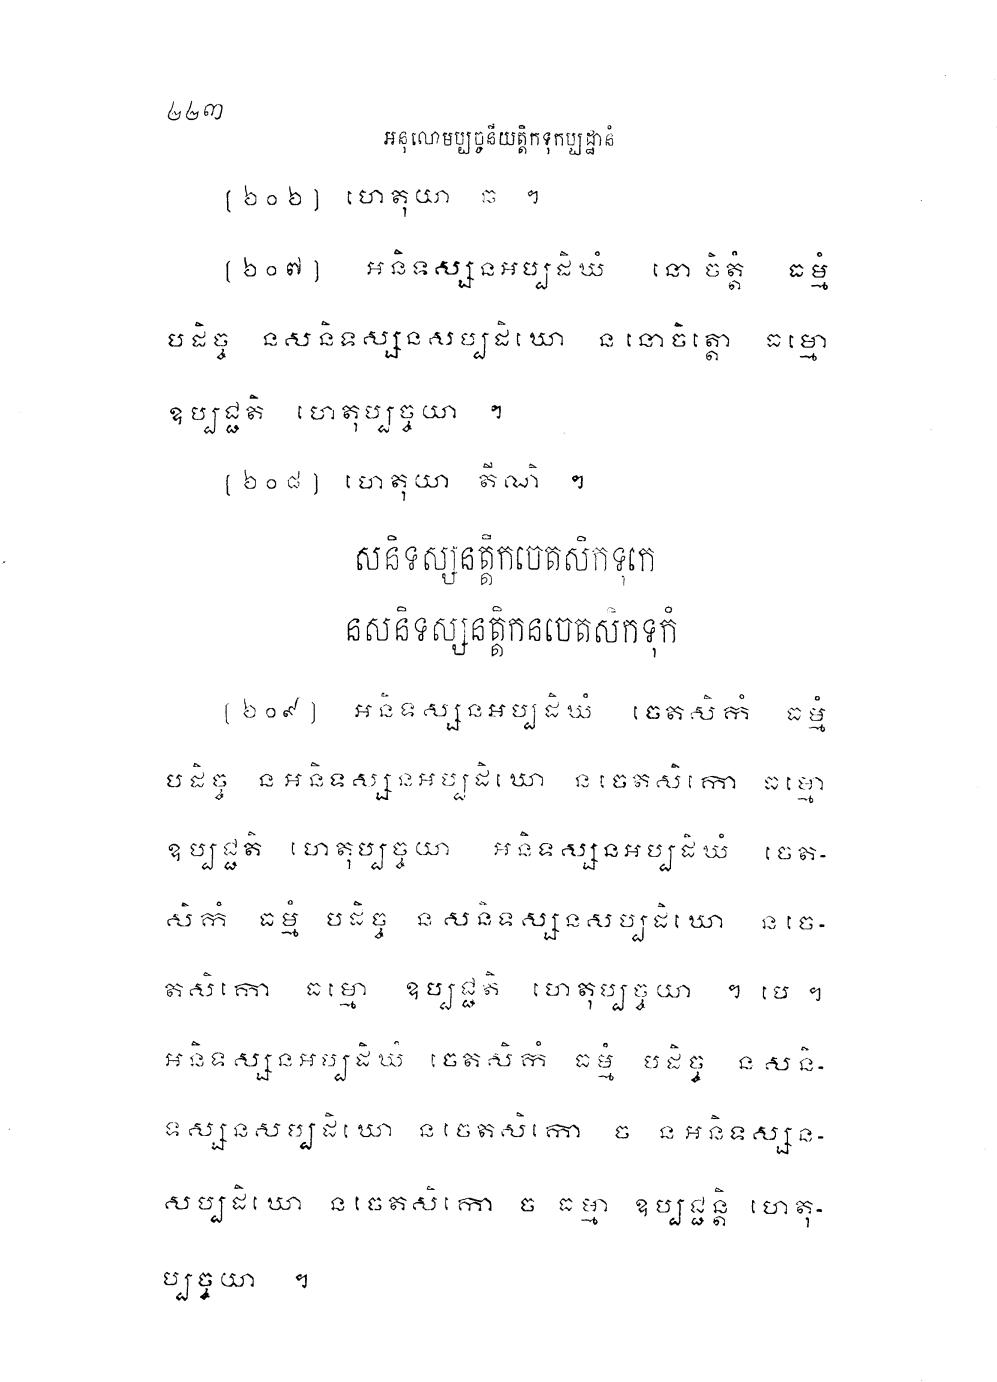 ៤៤៣
អនុលោមប្បច្ចនីយត្តិកទុកប្បដ្ឋានំ
[៦០៦] ហេតុយា ឆ ។
[៦០៧] អនិទស្សនអប្បដិឃំ នោ ចិត្តំ ធម្មំ
បដិច្ច នសនិទស្សនសប្បដិឃោ ននោចិត្តោ ធម្មោ
ឧប្បជ្ជតិ ហេតុប្បច្ចយា ។
[៦០៨] ហេតុយា តីណិ ។
សនិទស្សនត្តិកចេតសិកទុកេ
នសនិទស្សនត្តិកនចេតសិកទុកំ
[៦០៩] អនិទស្សនអប្បដិឃំ ចេតសិកំ ធម្មំ
បដិច្ច នអនិទស្សនអប្បដិឃោ នចេតសិកោ ធម្មោ
ឧប្បជ្ជតិ ហេតុប្បច្ចយា អនិទស្សនអប្បដិឃំ ចេត-
សិកំ ធម្មំ បដិច្ច នសនិទស្សនសប្បដិឃោ នចេ-
តសិកោ ធម្មោ ឧប្បជ្ជតិ ហេតុប្បច្ចយា ។ បេ ។
អនិទស្សនអប្បដិឃំ ចេតសិកំ ធម្មំ បដិច្ច នសនិ-
ទស្សនសប្បដិឃោ នចេតសិកោ ច នអនិទស្សន-
សប្បដិឃោ នចេតសិកោ ច ធម្មា ឧប្បជ្ជន្តិ ហេតុ-
ប្បច្ចយា ។